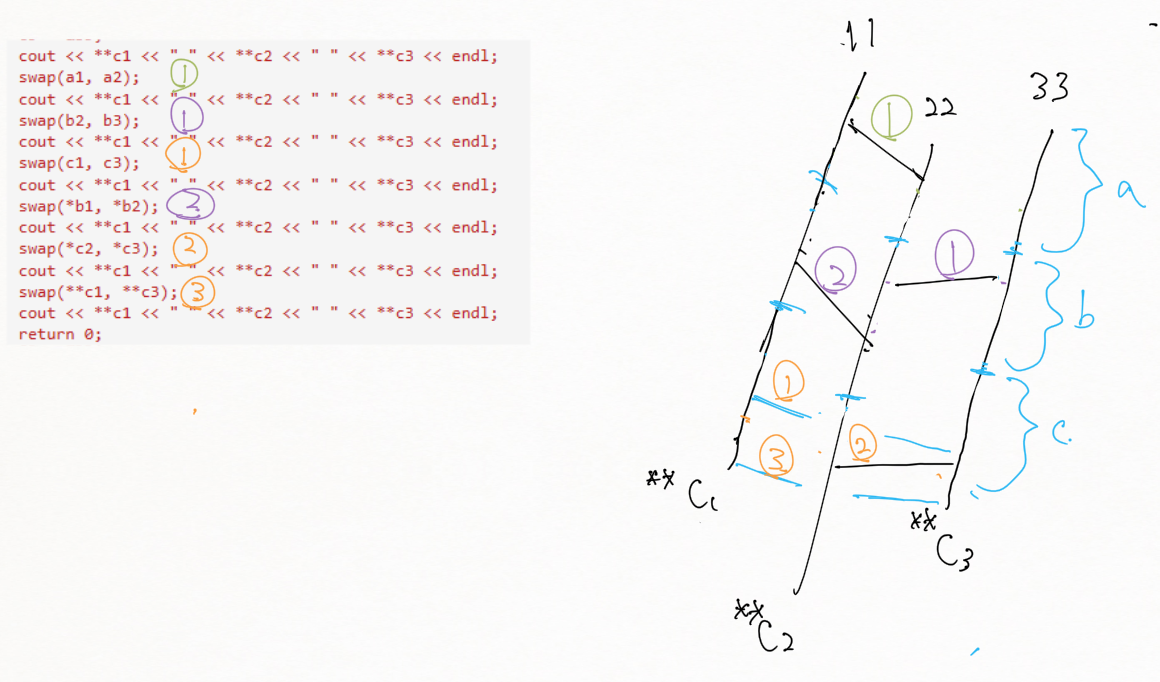 cout << **c1 << " " << **c2 << " " << **c3 << endl;
swap(a1, a2); 1
cout << **c1 << " " << **c2 << " " << **c3 << endl;
swap(b2, b3); 1
cout << **c1 << " " << **c2 << " " << **c3 << endl;
swap(c1, c3); 1
cout << **c1 << " " << **c2 << " " << **c3 << endl;
swap(*b1, *b2); 2
cout << **c1 << " " << **c2 << " " << **c3 << endl;
swap(*c2, *c3); 2
cout << **c1 << " " << **c2 << " " << **c3 << endl;
swap(**c1, **c3); 3
cout << **c1 << " " << **c2 << " " << **c3 << endl;
return 0;
11
22
33
1
a
2
1
b
1
3
2
c
**C1
**C2
**C3